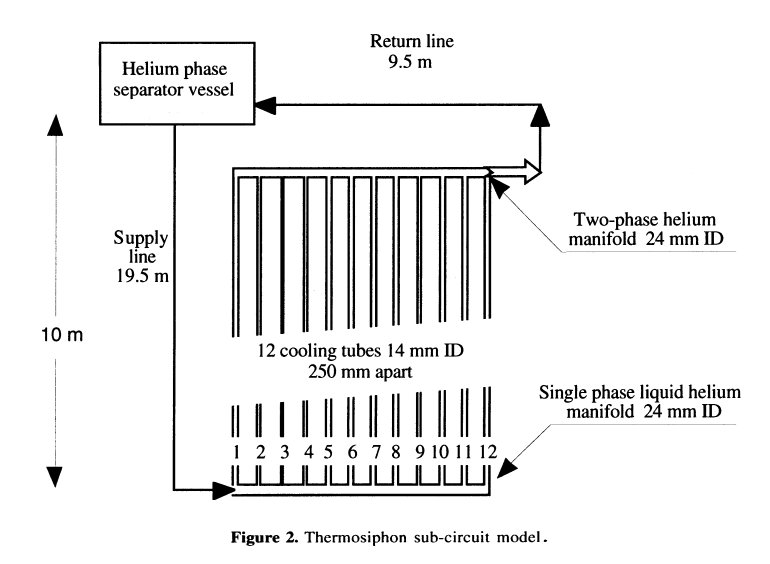 Return line
9.5 m
Helium phase
separator vessel
Two-phase helium
manifold 24 mm ID
Supply
line
19.5 m
10 m
12 cooling tubes 14 mm ID
250 mm apart
Single phase liquid helium
manifold 24 mm ID
1 2 3 4 5 6 7 8 9 10 11 12
Figure 2. Thermosiphon sub-circuit model.